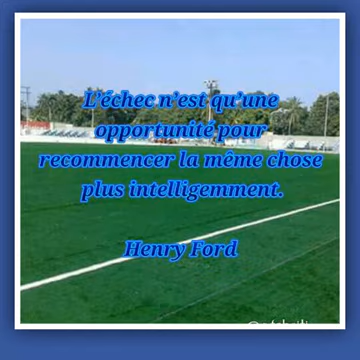 L'échec n'est qu'une
opportunité pour
recommencer la même chose
plus intelligemment.
Henry Ford